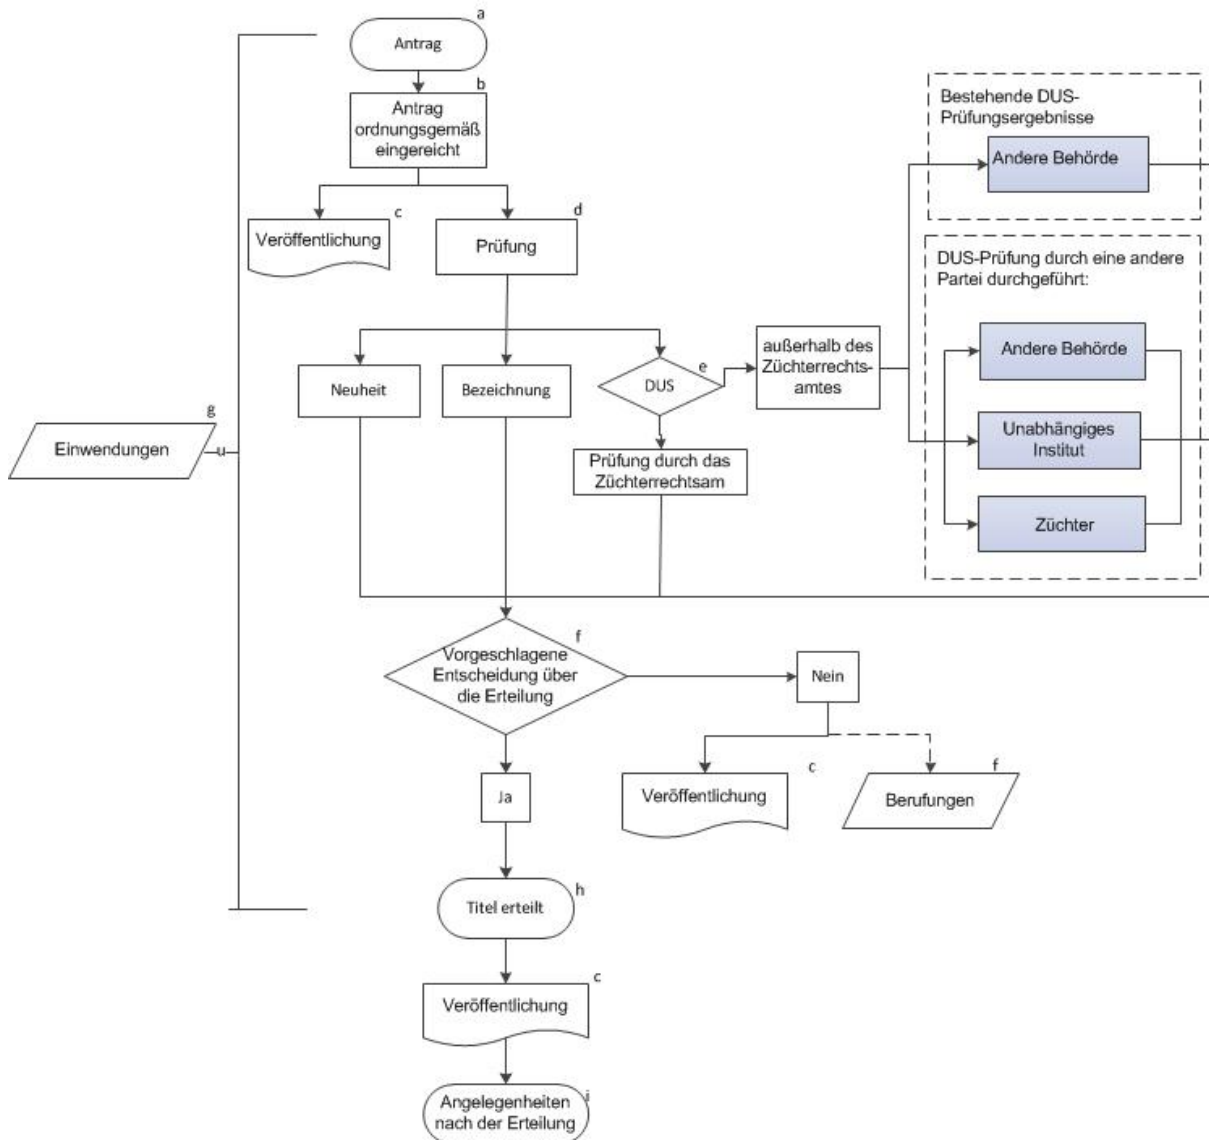 a
Antrag
b
Antrag
ordnungsgemäß
eingereicht
c
Veröffentlichung
d
Prüfung
Neuheit
Bezeichnung
e
DUS
außerhalb des
Züchterrechts-
amtes
Prüfung durch das
Züchterrechtsam
Bestehende DUS-
Prüfungsergebnisse
Andere Behörde
DUS-Prüfung durch eine andere
Partei durchgeführt:
Andere Behörde
Unabhängiges
Institut
Züchter
g
Einwendungen
u
f
Vorgeschlagene
Entscheidung über
die Erteilung
Nein
c
Veröffentlichung
f
Berufungen
Ja
h
Titel erteilt
c
Veröffentlichung
i
Angelegenheiten
nach der Erteilung